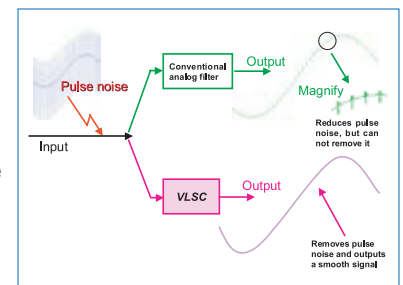 Pulse noise
Input
Conventional
analog filter
Output
Magnify
Reduces pulse
noise, but can
not remove it
VLSC
Output
Removes pulse
noise and outputs
a smooth signal
e